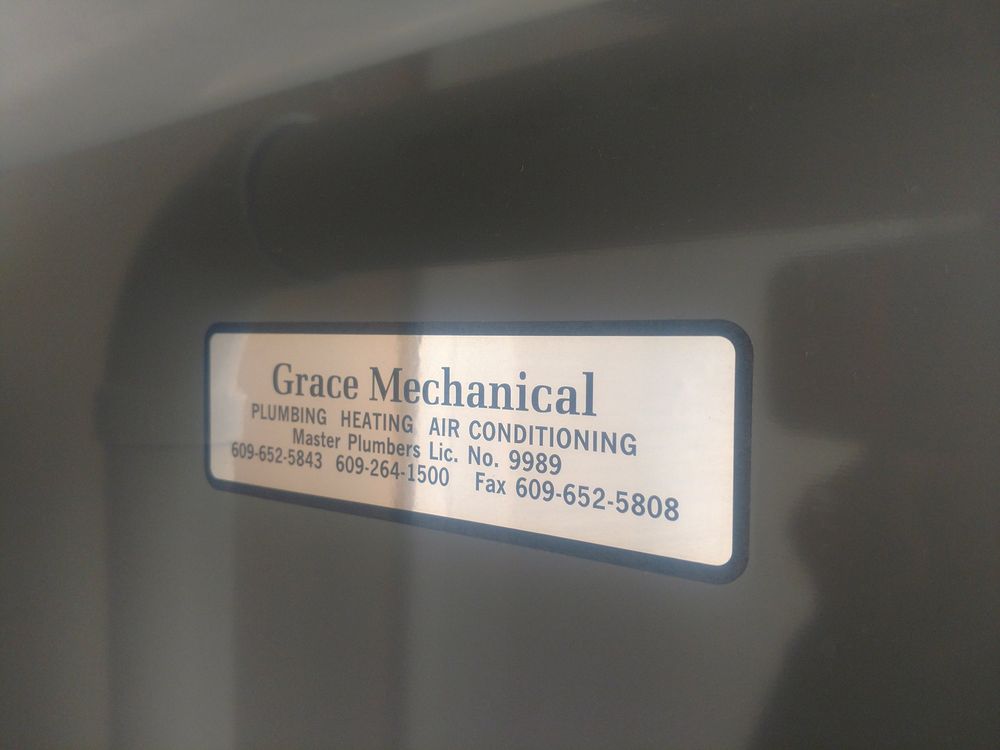 Grace Mechanical
PLUMBING HEATING AIR CONDITIONING
Master Plumbers Lic. No. 9989
609-652-5843 609-264-1500 Fax 609-652-5808